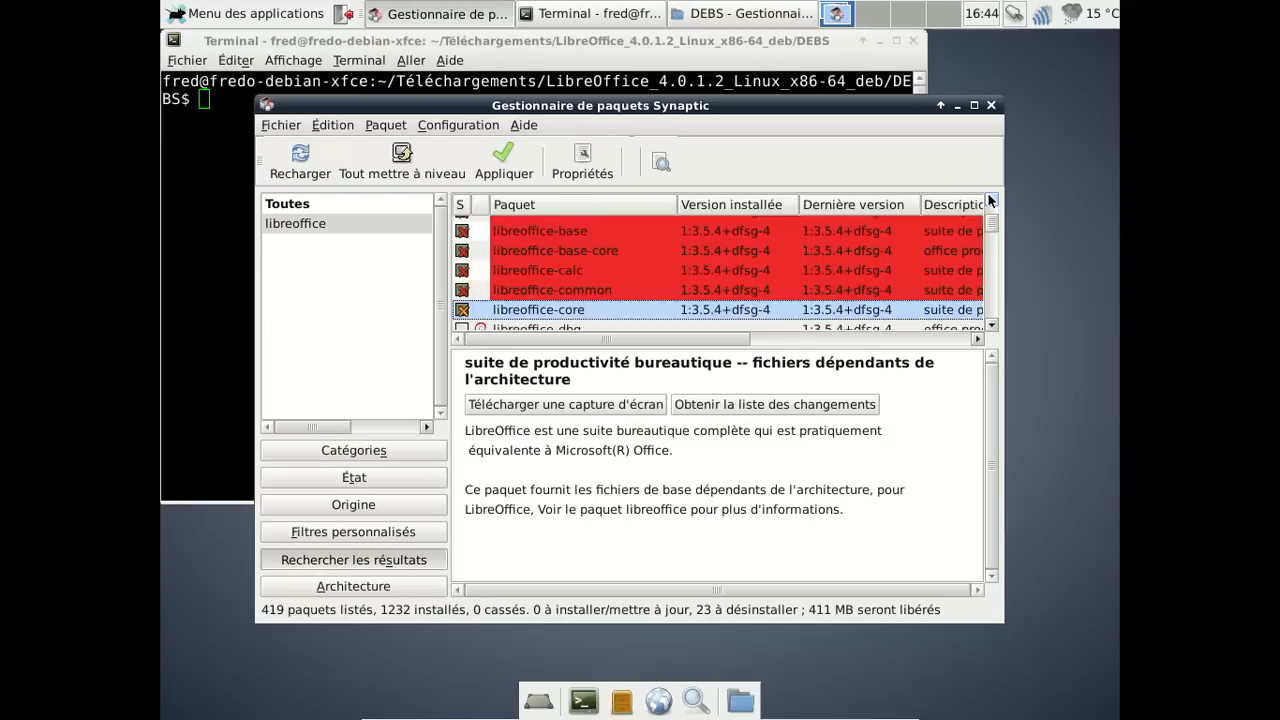 Menu des applications
Gestionnaire de p...
Terminal - fred@fr...
DEBS - Gestionnai...
16:44
15 °C
Terminal - fred@fredo-debian-xfce: ~/Téléchargements/LibreOffice_4.0.1.2_Linux_x86-64_deb/DEBS
Fichier Éditer Affichage Terminal Aller Aide
fred@fredo-debian-xfce:~/Téléchargements/LibreOffice_4.0.1.2_Linux_x86-64_deb/DE
BS$
Gestionnaire de paquets Synaptic
Fichier Édition Paquet Configuration Aide
Recharger Tout mettre à niveau Appliquer Propriétés
Toutes
libreoffice
S Paquet Version installée Dernière version Descriptic
libreoffice-base 1:3.5.4+dfsg-4 1:3.5.4+dfsg-4 suite de p
libreoffice-base-core 1:3.5.4+dfsg-4 1:3.5.4+dfsg-4 office pro
libreoffice-calc 1:3.5.4+dfsg-4 1:3.5.4+dfsg-4 suite de p
libreoffice-common 1:3.5.4+dfsg-4 1:3.5.4+dfsg-4 suite de p
libreoffice-core 1:3.5.4+dfsg-4 1:3.5.4+dfsg-4 suite de p
libreoffice-dbg 1:3.5.4+dfsg-4 office pro
suite de productivité bureautique -- fichiers dépendants de
l'architecture
Télécharger une capture d'écran Obtenir la liste des changements
LibreOffice est une suite bureautique complète qui est pratiquement
équivalente à Microsoft(R) Office.
Ce paquet fournit les fichiers de base dépendants de l'architecture, pour
LibreOffice, Voir le paquet libreoffice pour plus d'informations.
Catégories
État
Origine
Filtres personnalisés
Rechercher les résultats
Architecture
419 paquets listés, 1232 installés, 0 cassés. 0 à installer/mettre à jour, 23 à désinstaller ; 411 MB seront libérés